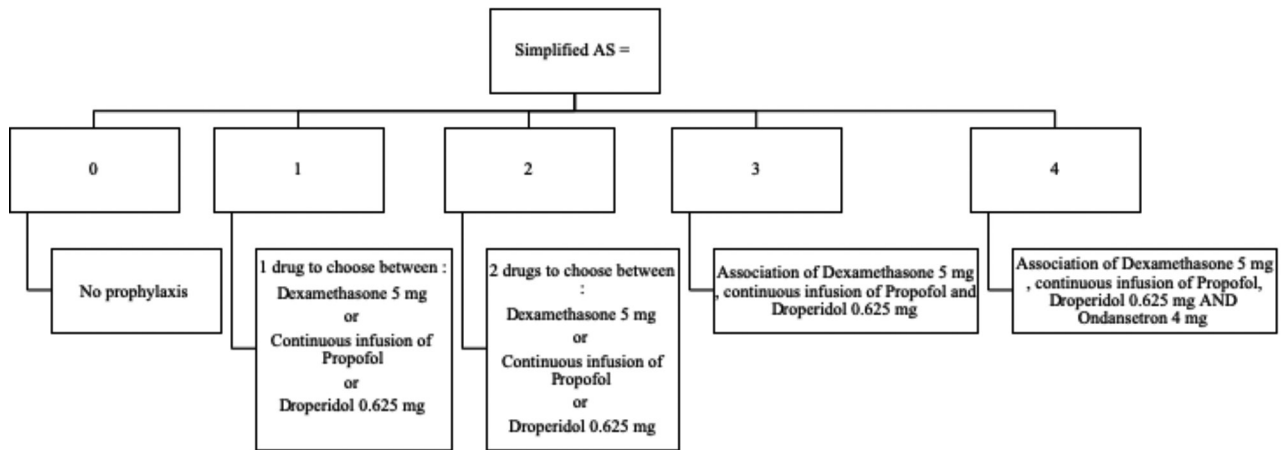 Simplified AS =
0
1
2
3
4
No prophylaxis
1 drug to choose between :
Dexamethasone 5 mg
or
Continuous infusion of
Propofol
or
Droperidol 0.625 mg
2 drugs to choose between
:
Dexamethasone 5 mg
or
Continuous infusion of
Propofol
or
Droperidol 0.625 mg
Association of Dexamethasone 5 mg
, continuous infusion of Propofol and
Droperidol 0.625 mg
Association of Dexamethasone 5 mg
, continuous infusion of Propofol,
Droperidol 0.625 mg AND
Ondansetron 4 mg